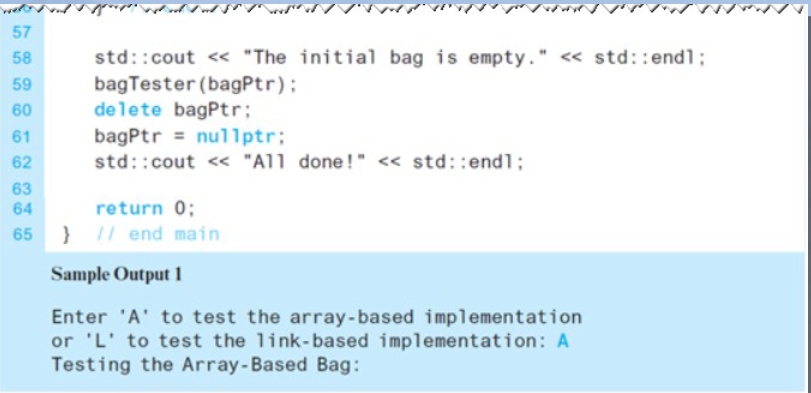 57
58 std::cout << "The initial bag is empty." << std::endl;
59 bagTester(bagPtr);
60 delete bagPtr;
61 bagPtr = nullptr;
62 std::cout << "All done!" << std::endl;
63
64 return 0;
65 } // end main
Sample Output 1
Enter 'A' to test the array-based implementation
or 'L' to test the link-based implementation: A
Testing the Array-Based Bag: